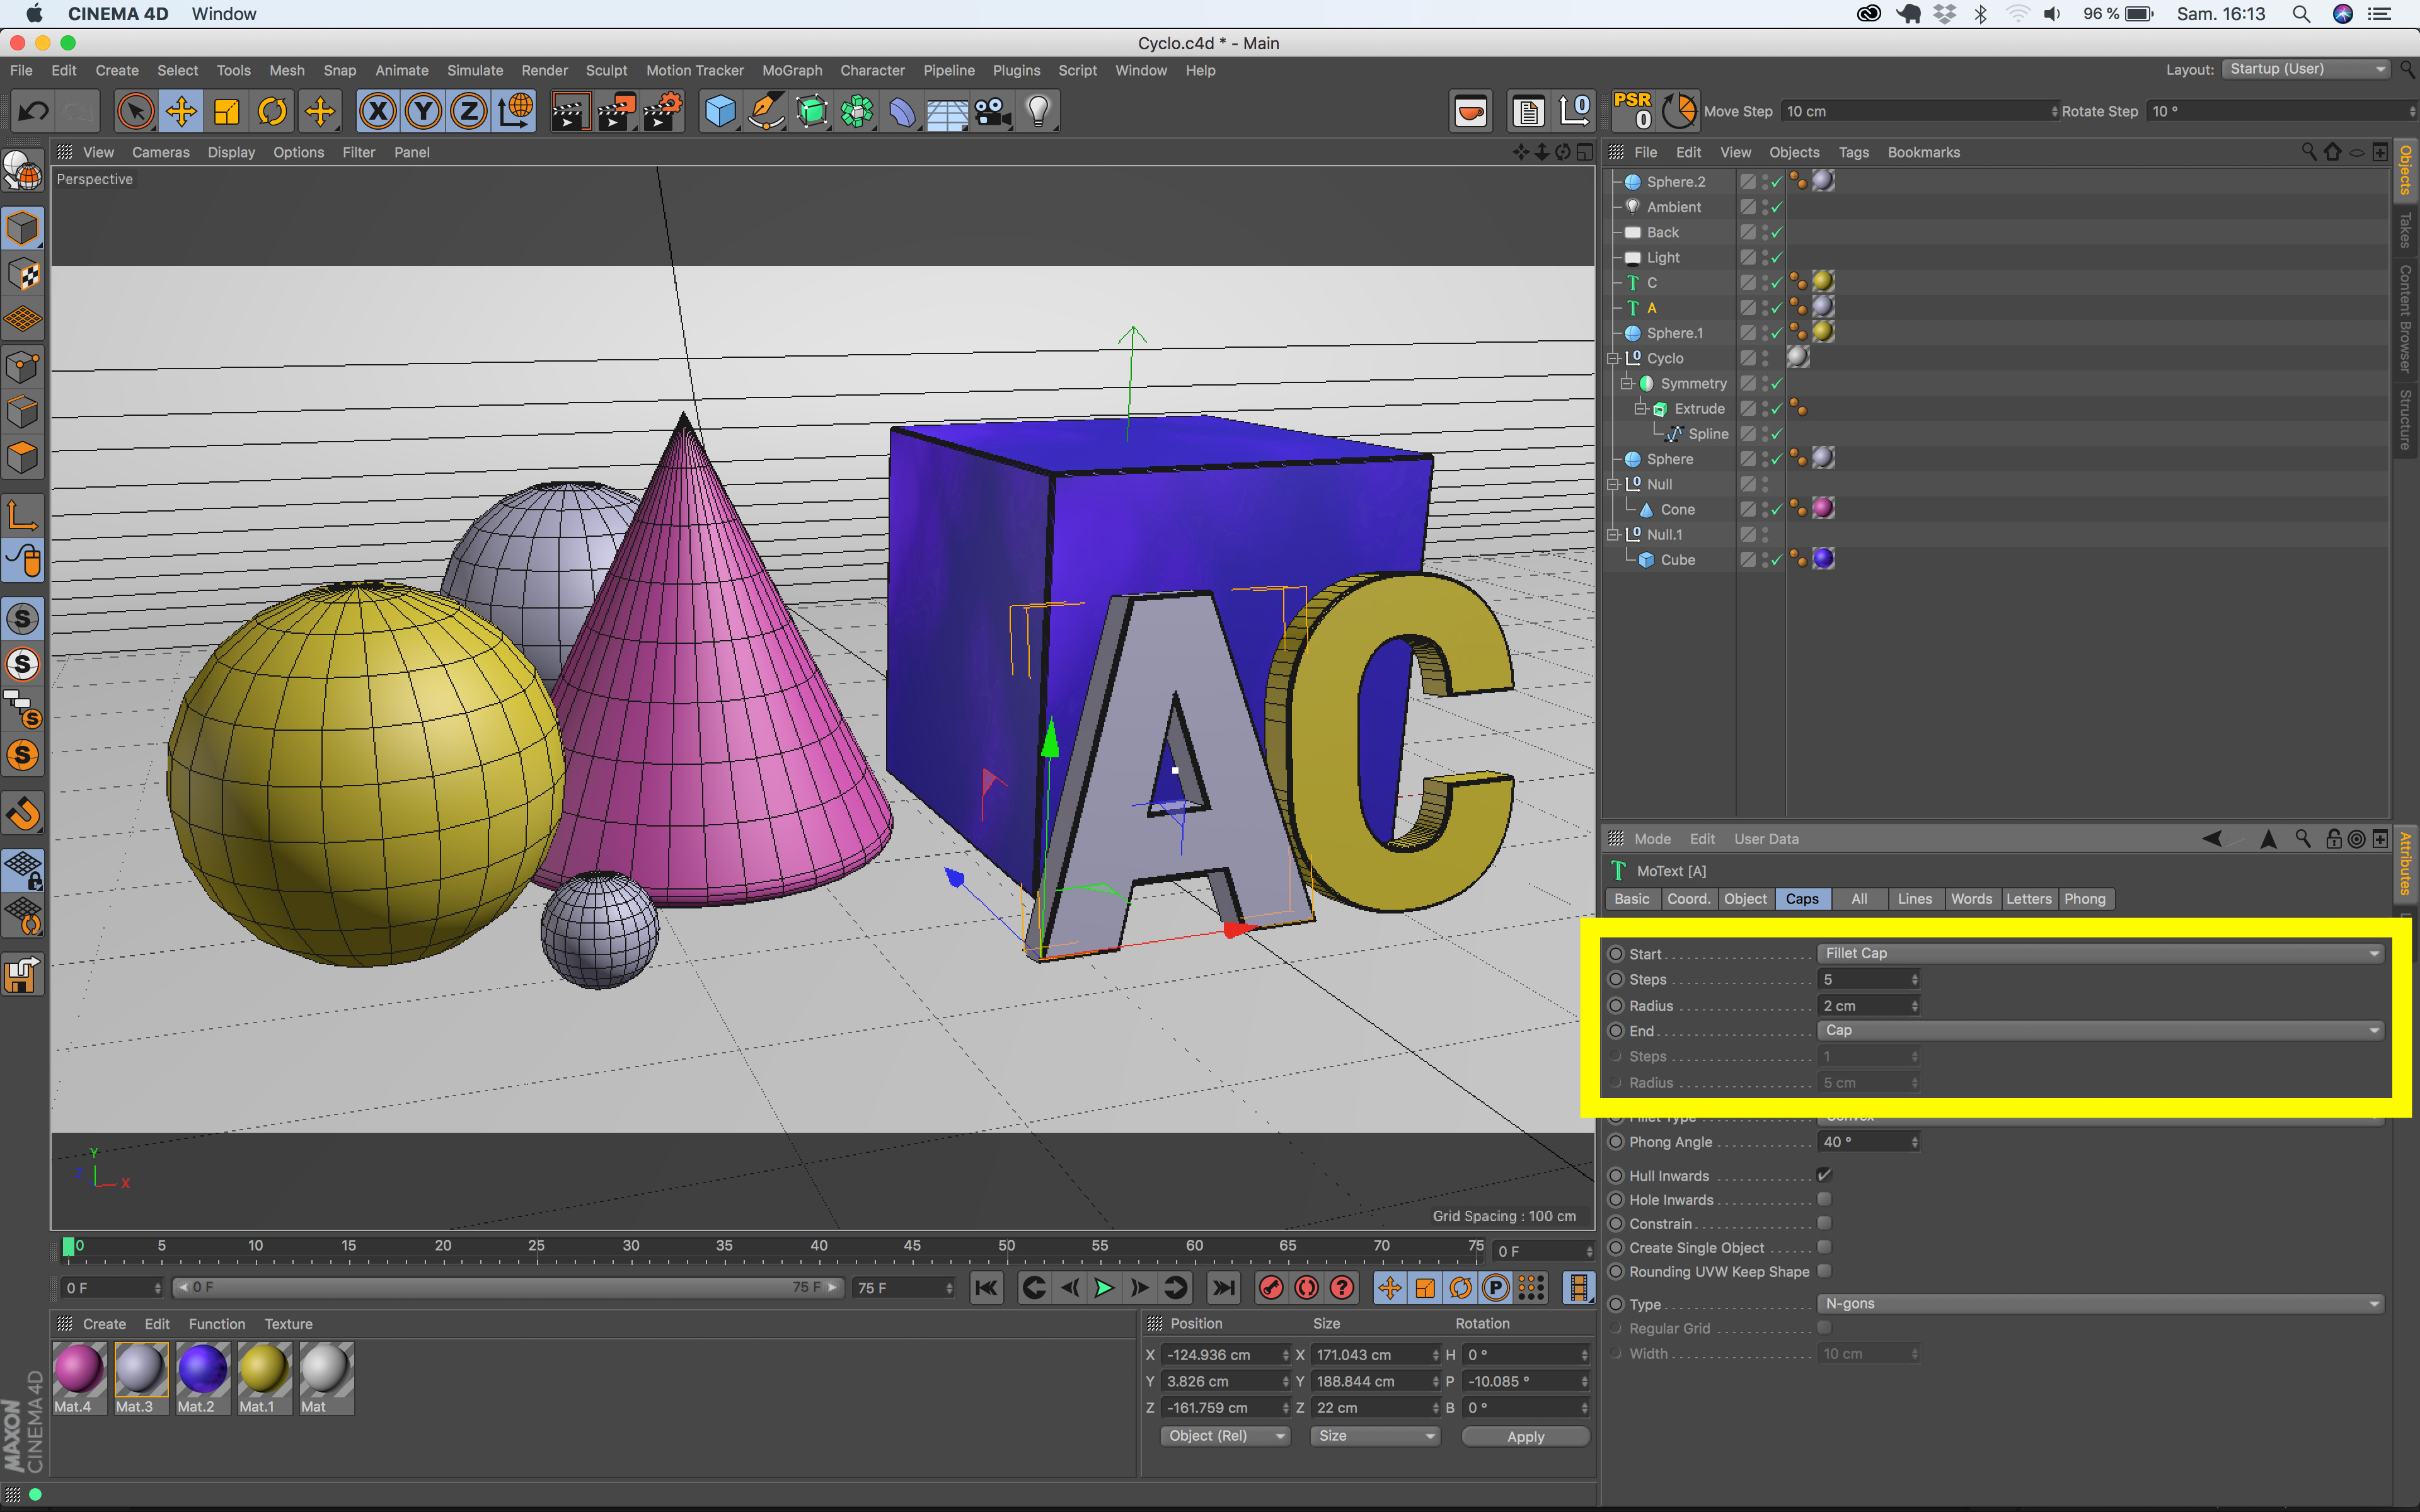 CINEMA 4D Window 96 % Sam. 16:13
Cyclo.c4d * - Main
File Edit Create Select Tools Mesh Snap Animate Simulate Render Sculpt Motion Tracker MoGraph Character Pipeline Plugins Script Window Help Layout: Startup (User)
X Y Z PSR 0 Move Step 10 cm Rotate Step 10 °
View Cameras Display Options Filter Panel
Perspective
A C
Y
Z X
Grid Spacing : 100 cm
File Edit View Objects Tags Bookmarks
Sphere.2
Ambient
Back
Light
C
A
Sphere.1
Cyclo
Symmetry
Extrude
Spline
Sphere
Null
Cone
Null.1
Cube
Objects
Takes
Content Browser
Structure
Mode Edit User Data
Attributes
MoText [A]
Basic Coord. Object Caps All Lines Words Letters Phong
Start Fillet Cap
Steps 5
Radius 2 cm
End Cap
Steps 1
Radius 5 cm
Fillet Type Convex
Phong Angle 40 °
Hull Inwards
Hole Inwards
Constrain
Create Single Object
Rounding UVW Keep Shape
Type N-gons
Regular Grid
Width 10 cm
0 5 10 15 20 25 30 35 40 45 50 55 60 65 70 75 0 F
0 F 0 F 75 F 75 F
Create Edit Function Texture
Mat.4 Mat.3 Mat.2 Mat.1 Mat
Position Size Rotation
X -124.936 cm X 171.043 cm H 0 °
Y 3.826 cm Y 188.844 cm P -10.085 °
Z -161.759 cm Z 22 cm B 0 °
Object (Rel) Size Apply
MAXON
CINEMA 4D